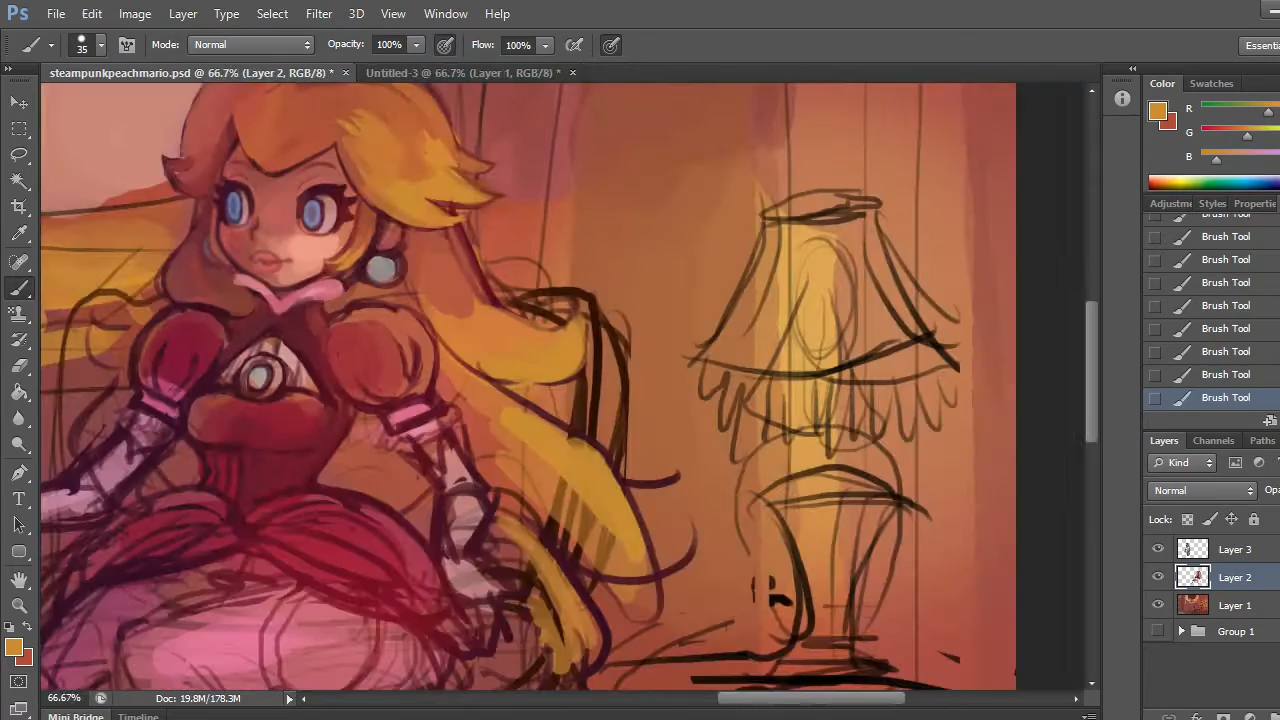 Ps File Edit Image Layer Type Select Filter 3D View Window Help
35 Mode: Normal Opacity: 100% Flow: 100% Essenti
steampunkpeachmario.psd @ 66.7% (Layer 2, RGB/8) * × Untitled-3 @ 66.7% (Layer 1, RGB/8) * ×
Color Swatches
R
G
B
Adjustme Styles Properties
Brush Tool
Brush Tool
Brush Tool
Brush Tool
Brush Tool
Brush Tool
Brush Tool
Brush Tool
Brush Tool
Layers Channels Paths
Kind
Normal Opa
Lock:
Layer 3
Layer 2
Layer 1
Group 1
66.67% Doc: 19.8M/178.3M
Mini Bridge Timeline